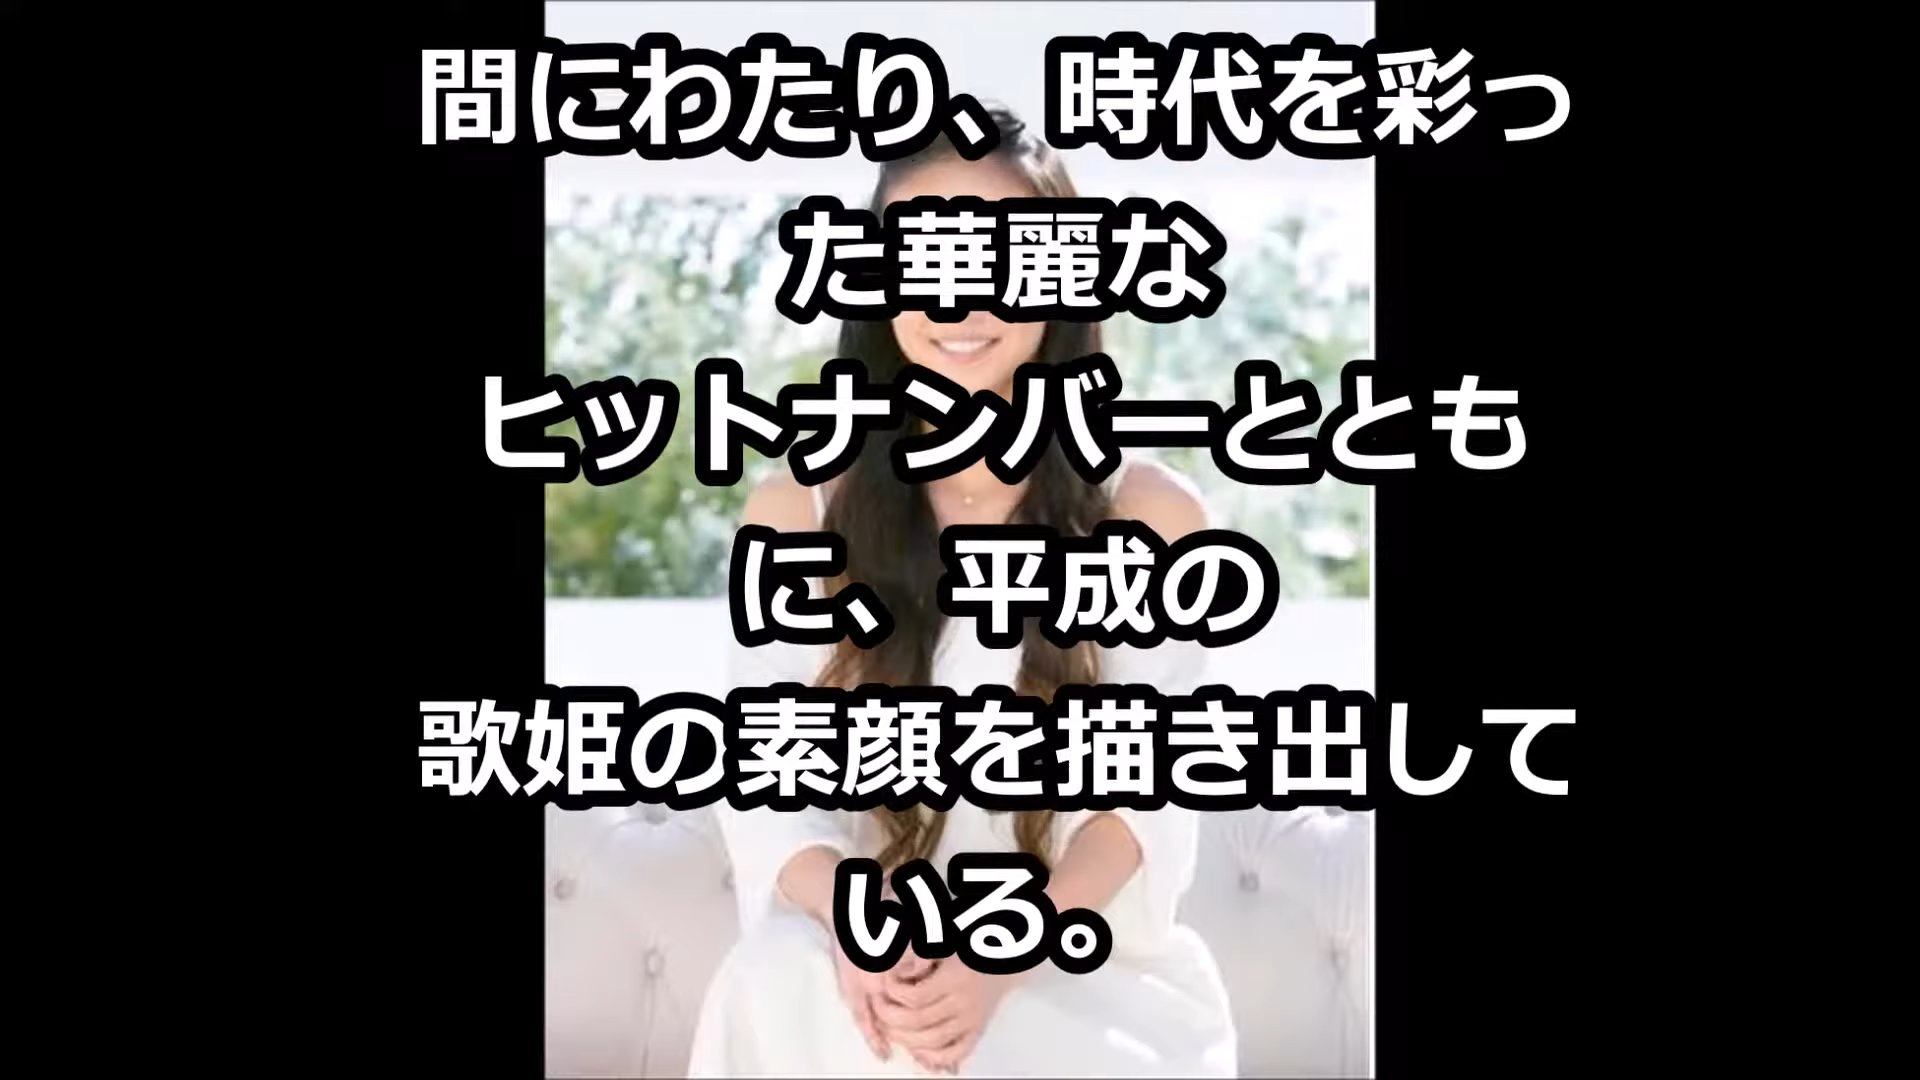 間にわたり、時代を彩っ
た華麗な
ヒットナンバーととも
に、平成の
歌姫の素顔を描き出して
いる。